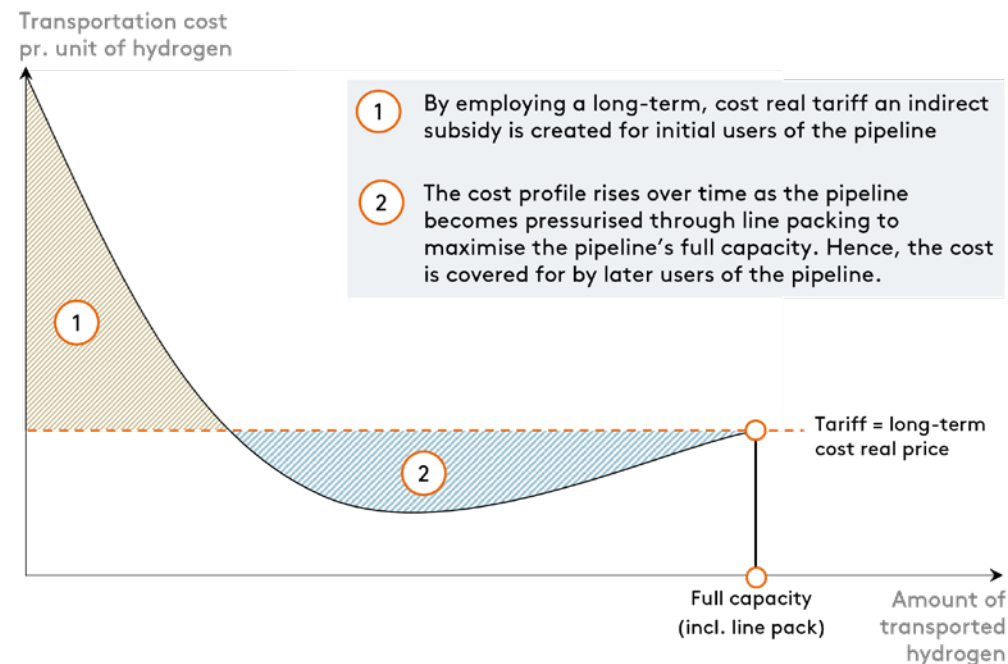 Transportation cost
pr. unit of hydrogen
1
By employing a long-term, cost real tariff an indirect
subsidy is created for initial users of the pipeline
2
The cost profile rises over time as the pipeline
becomes pressurised through line packing to
maximise the pipeline’s full capacity. Hence, the cost
is covered for by later users of the pipeline.
1
2
Tariff = long-term
cost real price
Full capacity
(incl. line pack)
Amount of
transported
hydrogen